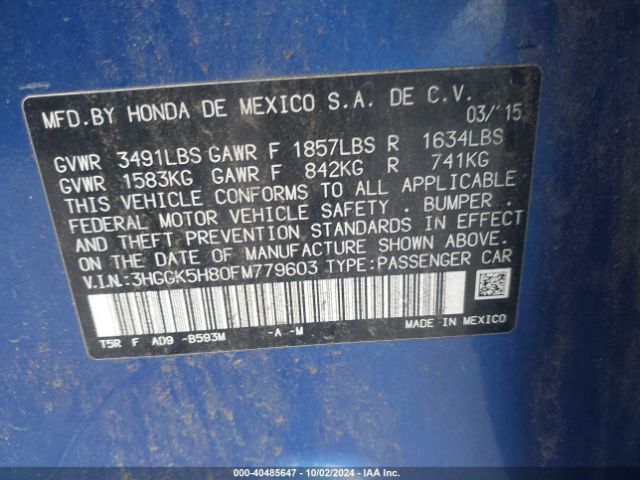 MFD.BY HONDA DE MEXICO S.A. DE C.V.
03/'15
GVWR 3491LBS GAWR F 1857LBS R 1634LBS
GVWR 1583KG GAWR F 842KG R 741KG
THIS VEHICLE CONFORMS TO ALL APPLICABLE
FEDERAL MOTOR VEHICLE SAFETY . BUMPER .
AND THEFT PREVENTION STANDARDS IN EFFECT
ON THE DATE OF MANUFACTURE SHOWN ABOVE.
V.I.N.:3HGGK5H80FM779603 TYPE:PASSENGER CAR
T5R F AD9 -B593M -A -M MADE IN MEXICO
000-40485647 - 10/02/2024 - IAA Inc.